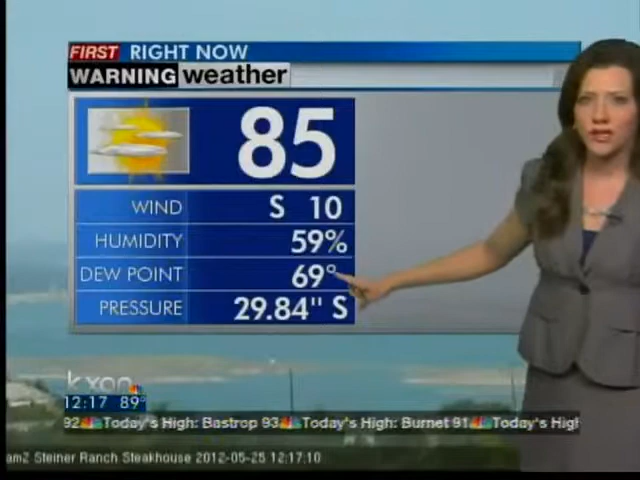 FIRST RIGHT NOW
WARNING weather
85
WIND S 10
HUMIDITY 59%
DEW POINT 69°
PRESSURE 29.84" S
kxan
12:17 89°
92 Today's High: Bastrop 93 Today's High: Burnet 91 Today's High
am2 Steiner Ranch Steakhouse 2012-05-25 12:17:10